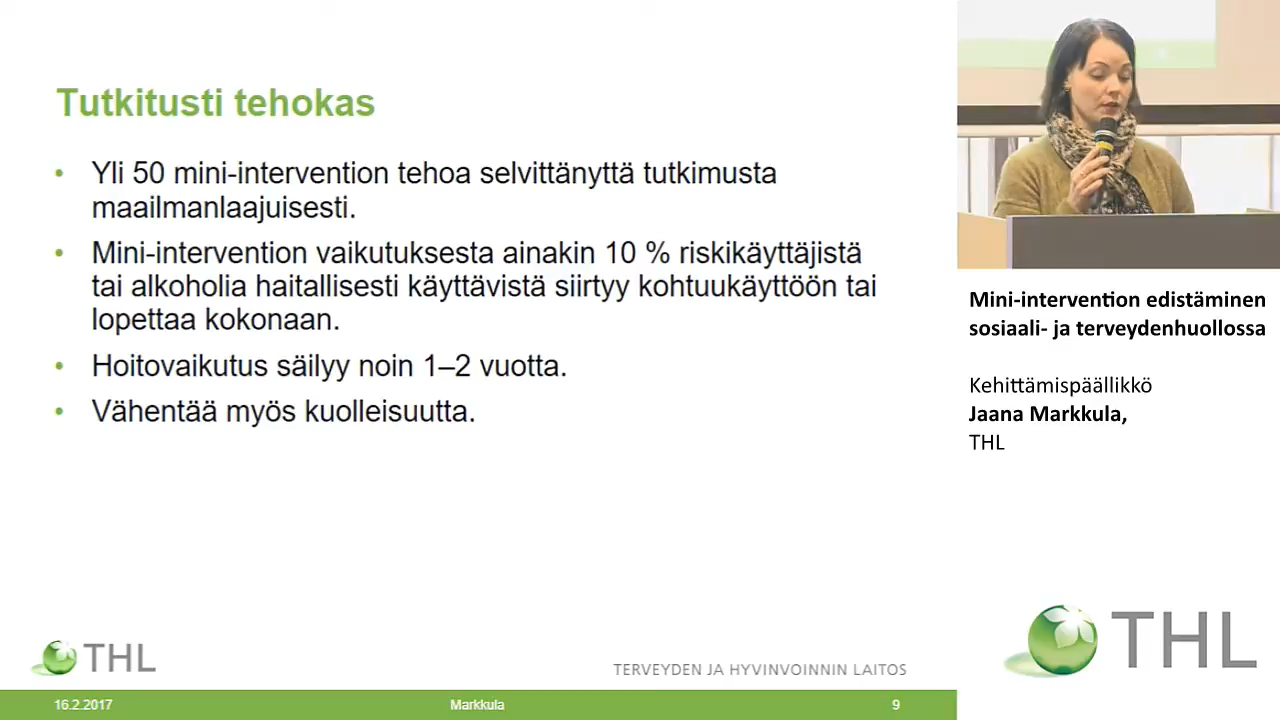 Tutkitusti tehokas
• Yli 50 mini-intervention tehoa selvittänyttä tutkimusta
maailmanlaajuisesti.
• Mini-intervention vaikutuksesta ainakin 10 % riskikäyttäjistä
tai alkoholia haitallisesti käyttävistä siirtyy kohtuukäyttöön tai
lopettaa kokonaan.
• Hoitovaikutus säilyy noin 1–2 vuotta.
• Vähentää myös kuolleisuutta.
THL
TERVEYDEN JA HYVINVOINNIN LAITOS
16.2.2017
Markkula
9
Mini-intervention edistäminen
sosiaali- ja terveydenhuollossa
Kehittämispäällikkö
Jaana Markkula,
THL
THL